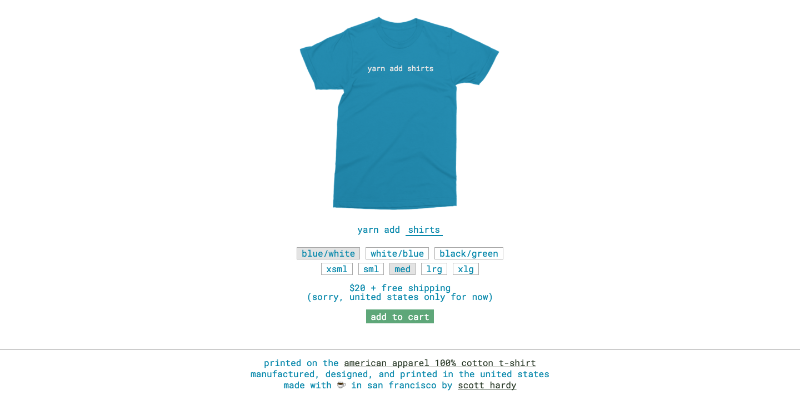 yarn add shirts
yarn add shirts
blue/white white/blue black/green
xsml sml med lrg xlg
$20 + free shipping
(sorry, united states only for now)
add to cart
printed on the american apparel 100% cotton t-shirt
manufactured, designed, and printed in the united states
made with ☕ in san francisco by scott hardy